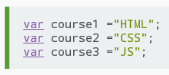 var course1 ="HTML";
var course2 ="CSS";
var course3 ="JS";